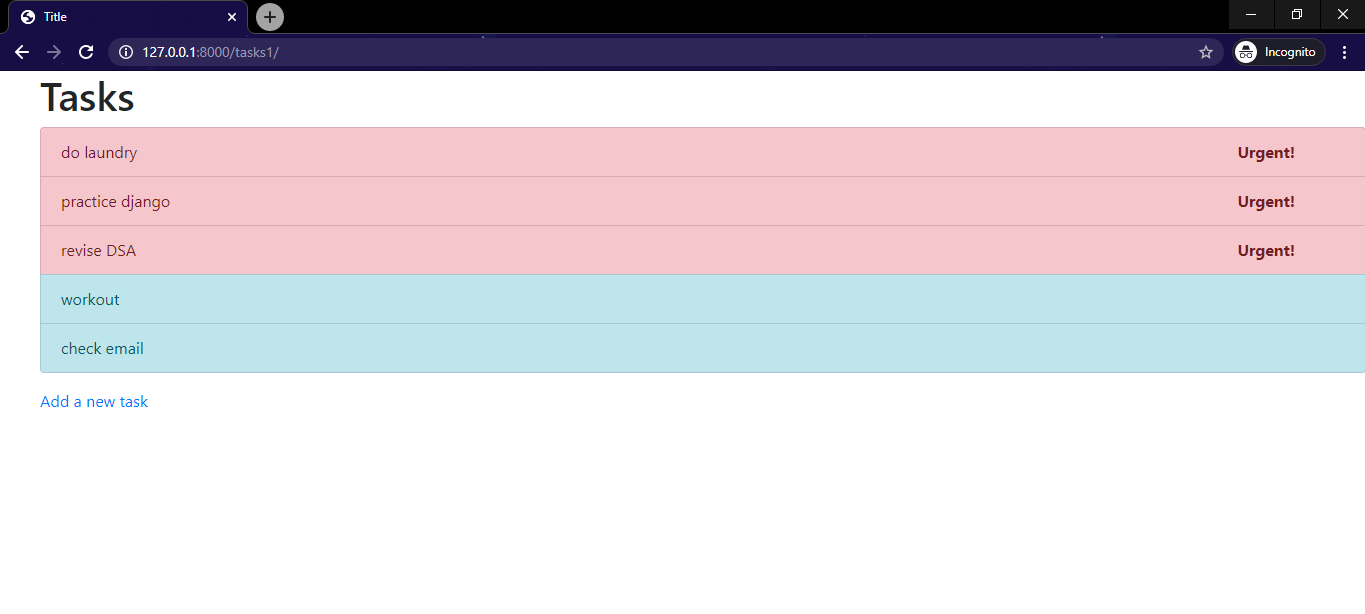 Title
127.0.0.1:8000/tasks1/
Incognito
Tasks
do laundry Urgent!
practice django Urgent!
revise DSA Urgent!
workout
check email
Add a new task